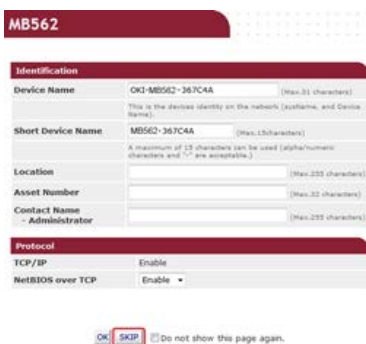 MB562
Identification
Device Name OKI-MB562-367C4A (Max.31 characters)
This is the devices identity on the network (sysName, and Device
Name).
Short Device Name MB562-367C4A (Max.15characters)
A maximum of 15 characters can be used (alpha/numeric
characters and "-" are acceptable.)
Location (Max.255 characters)
Asset Number (Max.32 characters)
Contact Name
- Administrator (Max.255 characters)
Protocol
TCP/IP Enable
NetBIOS over TCP Enable
OK SKIP Do not show this page again.